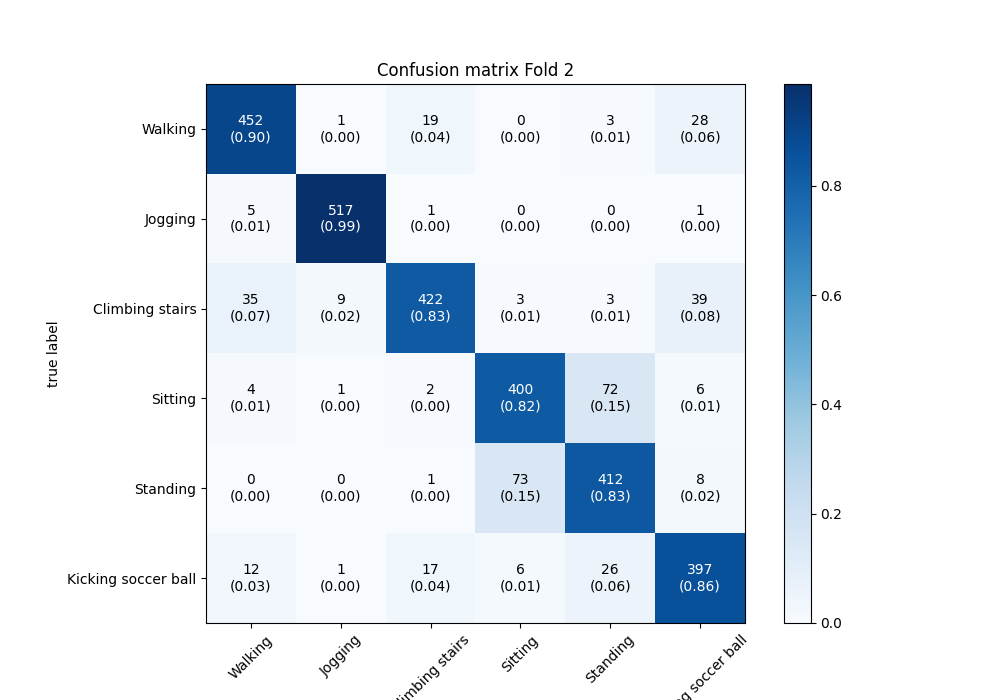 Confusion matrix Fold 2
true label
Walking
452 1 19 0 3 28
(0.90) (0.00) (0.04) (0.00) (0.01) (0.06)
Jogging
5 517 1 0 0 1
(0.01) (0.99) (0.00) (0.00) (0.00) (0.00)
Climbing stairs
35 9 422 3 3 39
(0.07) (0.02) (0.83) (0.01) (0.01) (0.08)
Sitting
4 1 2 400 72 6
(0.01) (0.00) (0.00) (0.82) (0.15) (0.01)
Standing
0 0 1 73 412 8
(0.00) (0.00) (0.00) (0.15) (0.83) (0.02)
Kicking soccer ball
12 1 17 6 26 397
(0.03) (0.00) (0.04) (0.01) (0.06) (0.86)
Walking
Jogging
limbing stairs
Sitting
Standing
g soccer ball
0.8
0.6
0.4
0.2
0.0